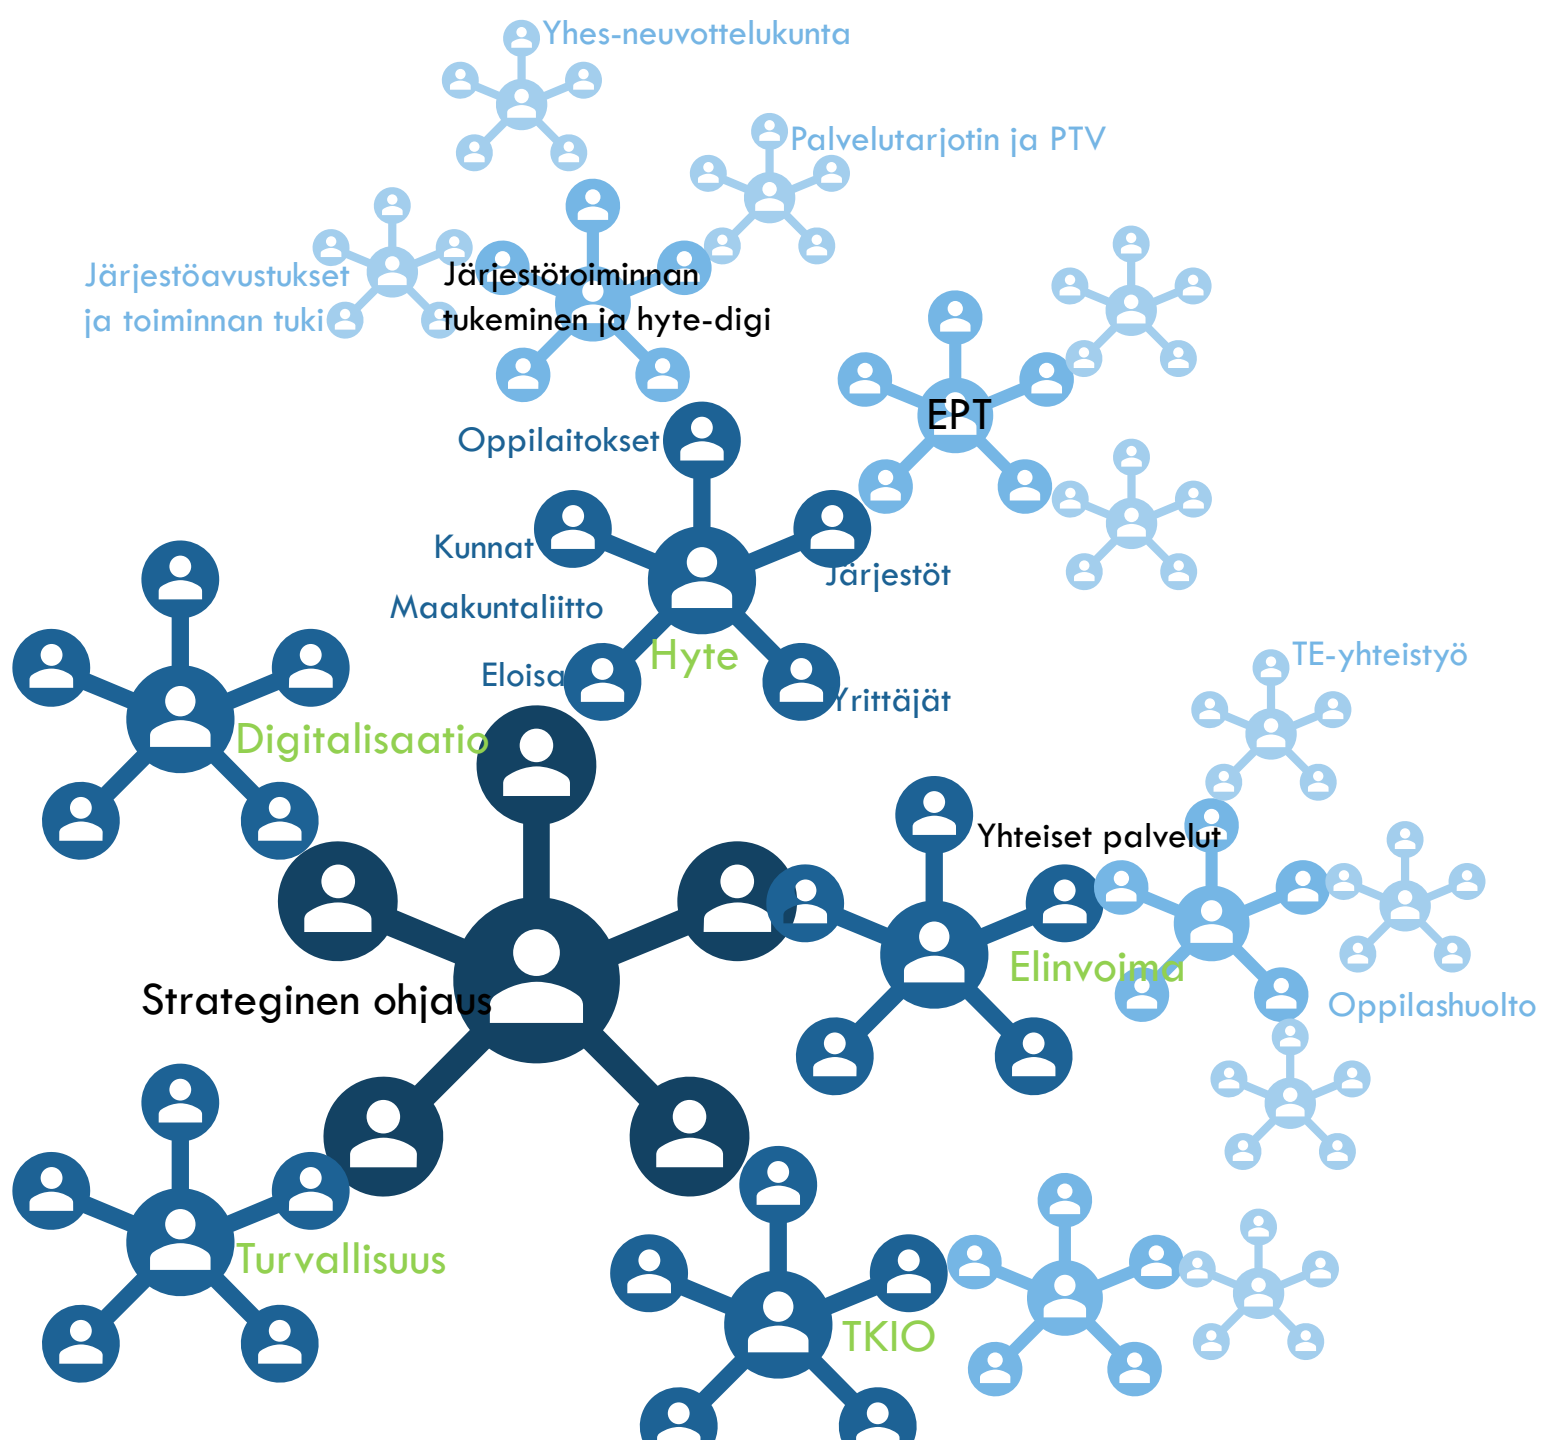 Yhes-neuvottelukunta
Palvelutarjotin ja PTV
Järjestöavustukset
ja toiminnan tuki
Järjestötoiminnan
tukeminen ja hyte-digi
EPT
Oppilaitokset
Kunnat
Järjestöt
Maakuntaliitto
Hyte
TE-yhteistyö
Eloisa
Yrittäjät
Digitalisaatio
Yhteiset palvelut
Elinvoima
Strateginen ohjaus
Oppilashuolto
Turvallisuus
TKIO